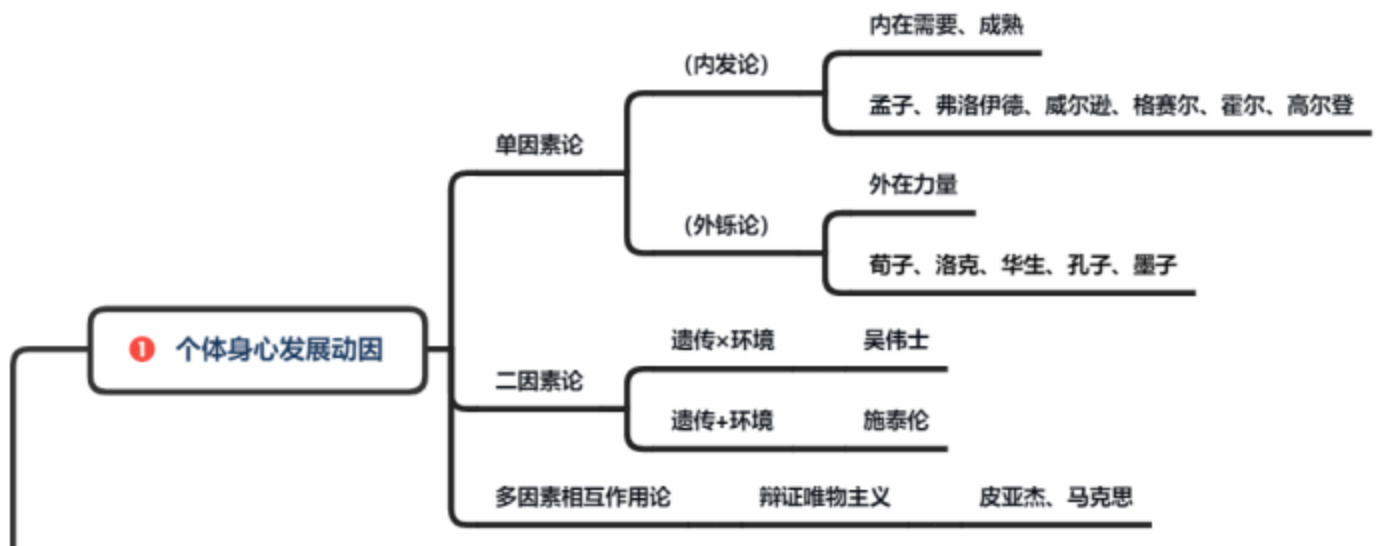 内在需要、成熟
（内发论）
孟子、弗洛伊德、威尔逊、格赛尔、霍尔、高尔登
单因素论
外在力量
（外铄论）
荀子、洛克、华生、孔子、墨子
1 个体身心发展动因
遗传×环境 吴伟士
二因素论
遗传+环境 施泰伦
多因素相互作用论 辩证唯物主义 皮亚杰、马克思